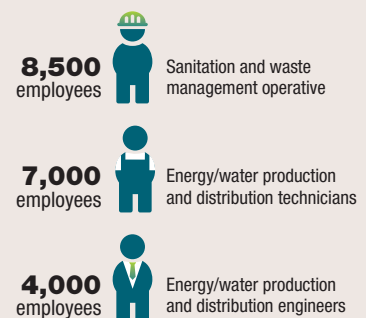 8,500
employees
Sanitation and waste
management operative
7,000
employees
Energy/water production
and distribution technicians
4,000
employees
Energy/water production
and distribution engineers